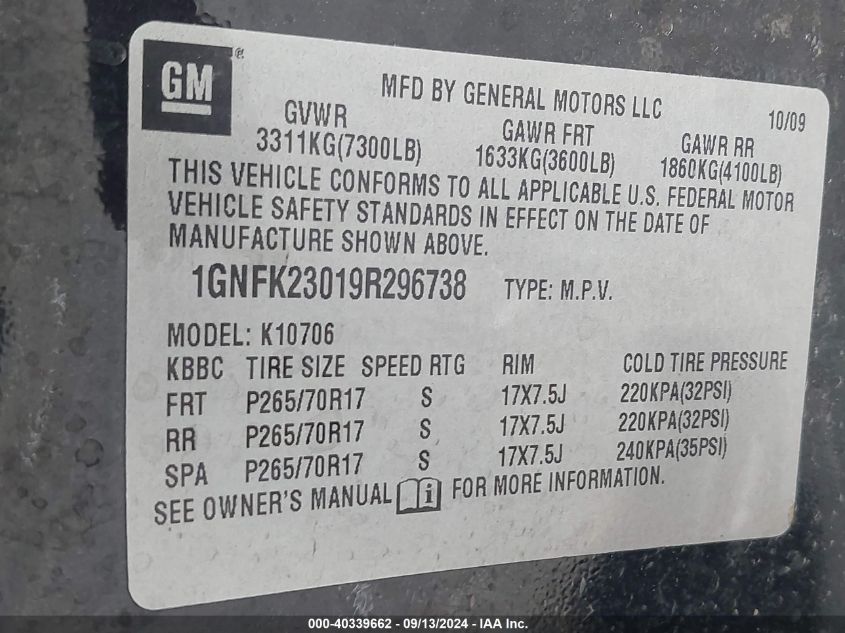 GM ®
MFD BY GENERAL MOTORS LLC 10/09
GVWR GAWR FRT GAWR RR
3311KG(7300LB) 1633KG(3600LB) 1860KG(4100LB)
THIS VEHICLE CONFORMS TO ALL APPLICABLE U.S. FEDERAL MOTOR
VEHICLE SAFETY STANDARDS IN EFFECT ON THE DATE OF
MANUFACTURE SHOWN ABOVE.
1GNFK23019R296738 TYPE: M.P.V.
MODEL: K10706
KBBC TIRE SIZE SPEED RTG RIM COLD TIRE PRESSURE
FRT P265/70R17 S 17X7.5J 220KPA(32PSI)
RR P265/70R17 S 17X7.5J 220KPA(32PSI)
SPA P265/70R17 S 17X7.5J 240KPA(35PSI)
SEE OWNER'S MANUAL i FOR MORE INFORMATION.
000-40339662 - 09/13/2024 - IAA Inc.